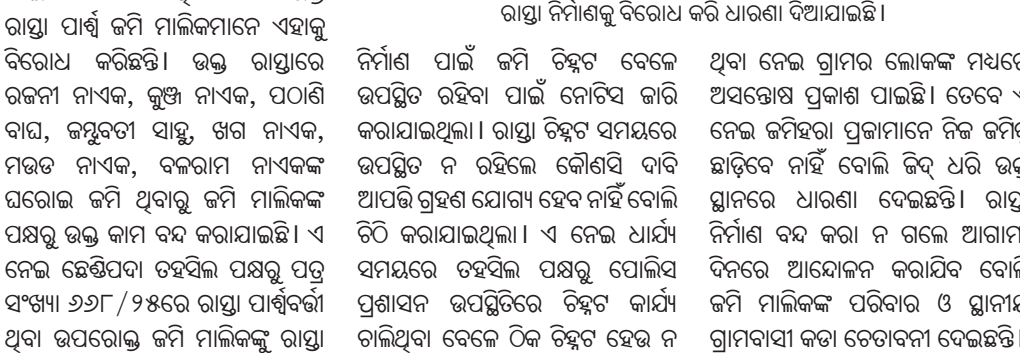 ରାସ୍ତା ନିର୍ମାଣକୁ ବିରୋଧ କରି ଧାରଣା ଦିଆଯାଇଛି।
ରାସ୍ତା ପାର୍ଶ୍ଵ ଜମି ମାଲିକମାନେ ଏହାକୁ
ବିରୋଧ କରିଛନ୍ତି। ଉକ୍ତ ରାସ୍ତାରେ
ରଜନୀ ନାଏକ, କୁଞ୍ଜ ନାଏକ, ପଠାଣି
ବାଘ, ଜମ୍ବୁବତୀ ସାହୁ, ଖଗ ନାଏକ,
ମଉଡ ନାଏକ, ବଳରାମ ନାଏକଙ୍କ
ଘରୋଇ ଜମି ଥିବାରୁ ଜମି ମାଲିକଙ୍କ
ପକ୍ଷରୁ ଉକ୍ତ କାମ ବନ୍ଦ କରାଯାଇଛି। ଏ
ନେଇ ଛେଣ୍ଡିପଦା ତହସିଲ ପକ୍ଷରୁ ପତ୍ର
ସଂଖ୍ୟା ୬୬୮/୨୫ରେ ରାସ୍ତା ପାର୍ଶ୍ଵବର୍ତ୍ତୀ
ଥିବା ଉପରୋକ୍ତ ଜମି ମାଲିକଙ୍କୁ ରାସ୍ତା
ନିର୍ମାଣ ପାଇଁ ଜମି ଚିହ୍ନଟ ବେଳେ
ଉପସ୍ଥିତ ରହିବା ପାଇଁ ନୋଟିସ ଜାରି
କରାଯାଇଥିଲା। ରାସ୍ତା ଚିହ୍ନଟ ସମୟରେ
ଉପସ୍ଥିତ ନ ରହିଲେ କୌଣସି ଦାବି
ଆପତ୍ତି ଗ୍ରହଣ ଯୋଗ୍ୟ ହେବ ନାହିଁ ବୋଲି
ଚିଠି କରାଯାଇଥିଲା। ଏ ନେଇ ଧାର୍ଯ୍ୟ
ସମୟରେ ତହସିଲ ପକ୍ଷରୁ ପୋଲିସ
ପ୍ରଶାସନ ଉପସ୍ଥିତିରେ ଚିହ୍ନଟ କାର୍ଯ୍ୟ
ଚାଲିଥିବା ବେଳେ ଠିକ ଚିହ୍ନଟ ହେଉ ନ
ଥିବା ନେଇ ଗ୍ରାମର ଲୋକଙ୍କ ମଧ୍ୟରେ
ଅସନ୍ତୋଷ ପ୍ରକାଶ ପାଇଛି। ତେବେ ଏ
ନେଇ ଜମିହରା ପ୍ରଜାମାନେ ନିଜ ଜମିକୁ
ଛାଡ଼ିବେ ନାହିଁ ବୋଲି ଜିଦ୍ ଧରି ଉକ୍ତ
ସ୍ଥାନରେ ଧାରଣା ଦେଇଛନ୍ତି। ରାସ୍ତା
ନିର୍ମାଣ ବନ୍ଦ କରା ନ ଗଲେ ଆଗାମୀ
ଦିନରେ ଆନ୍ଦୋଳନ କରାଯିବ ବୋଲି
ଜମି ମାଲିକଙ୍କ ପରିବାର ଓ ସ୍ଥାନୀୟ
ଗ୍ରାମବାସୀ କଡା ଚେତାବନୀ ଦେଇଛନ୍ତି।